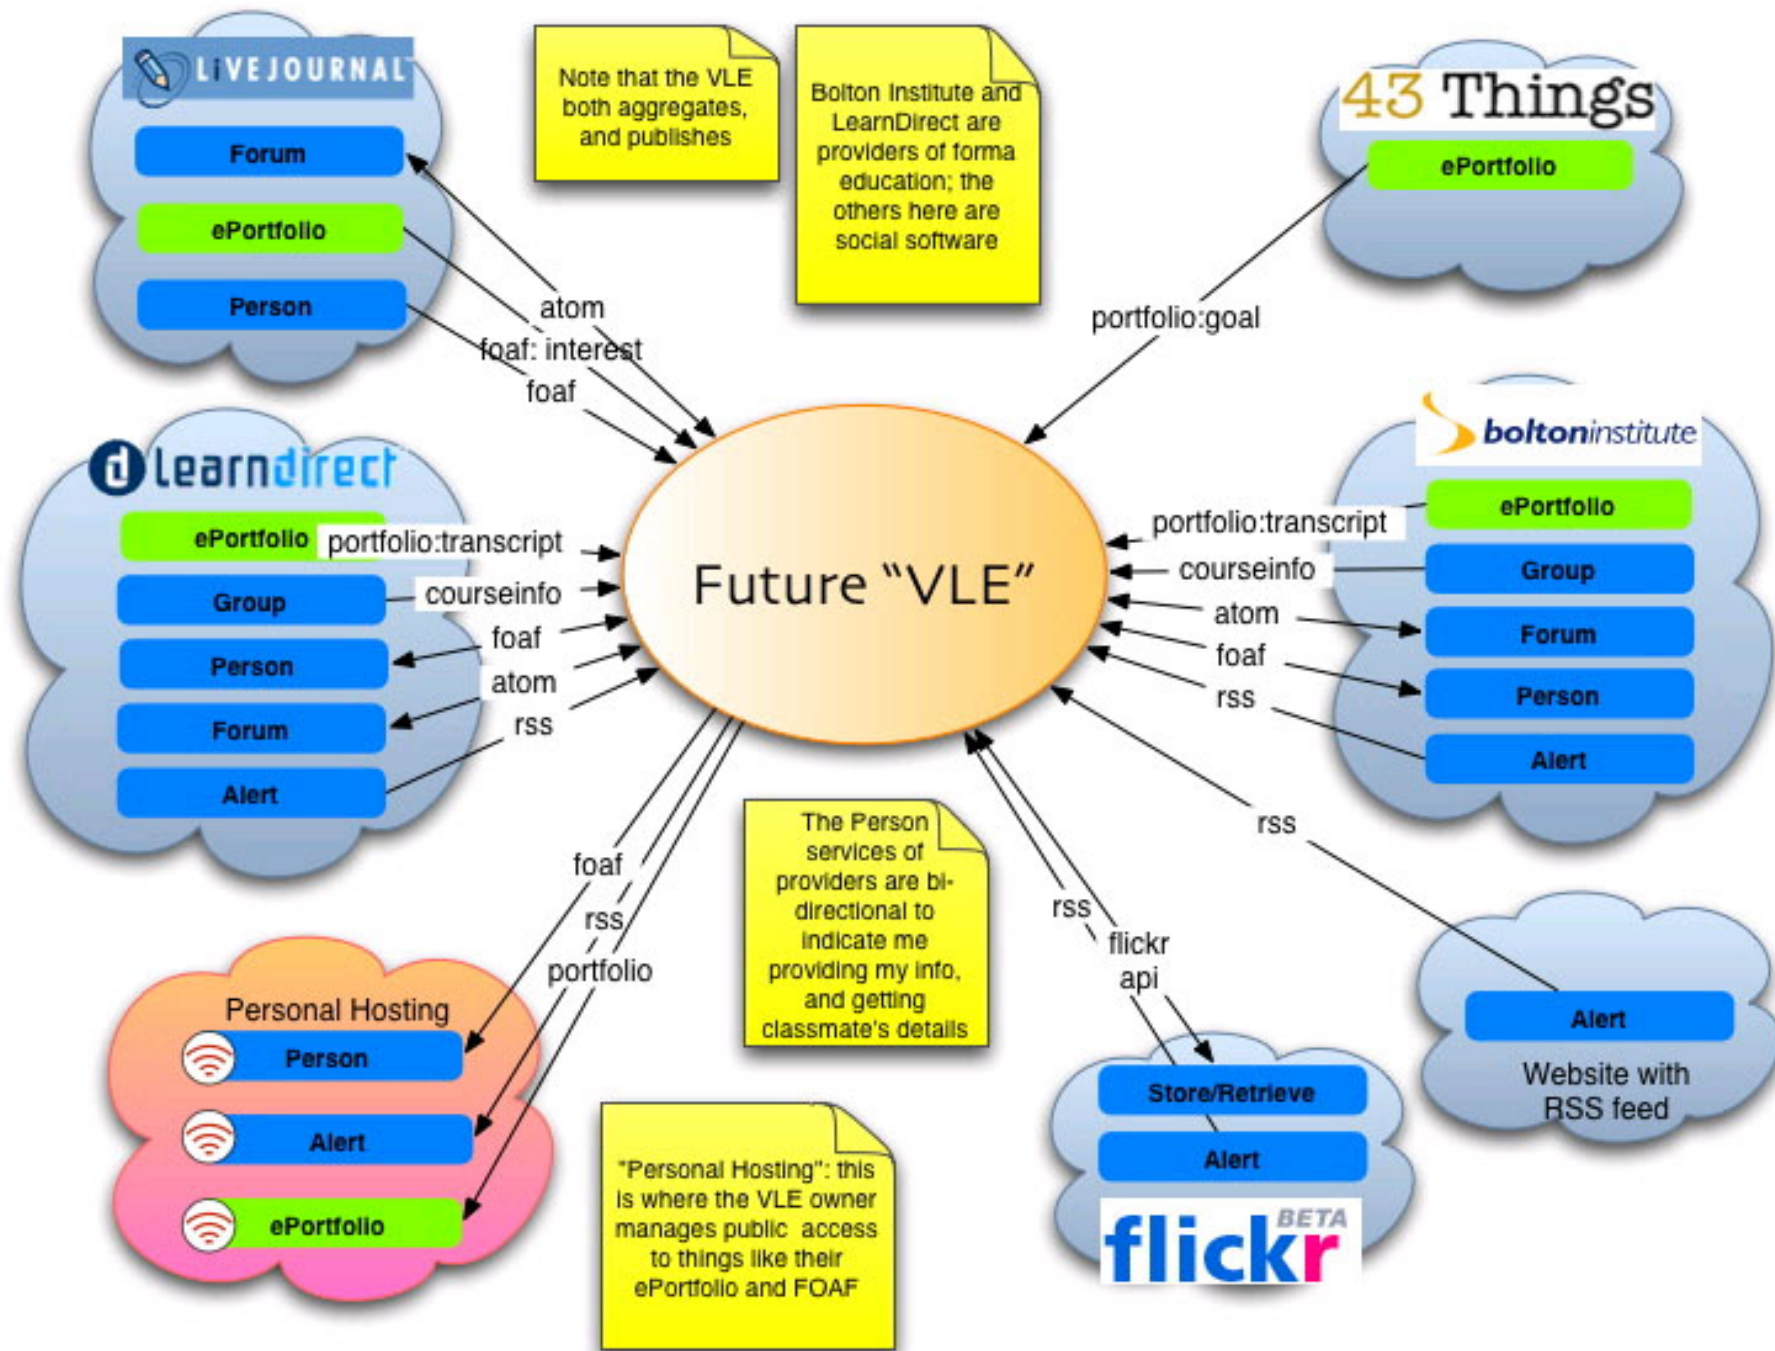 LiVEJOURNAL
Forum
ePortfolio
Person
Note that the VLE
both aggregates,
and publishes
Bolton Institute and
LearnDirect are
providers of forma
education; the
others here are
social software
43 Things
ePortfolio
atom
foaf: interest
foaf
portfolio:goal
learndirect
ePortfolio
Group
Person
Forum
Alert
portfolio:transcript
courseinfo
foaf
atom
rss
Future “VLE”
boltoninstitute
ePortfolio
Group
Forum
Person
Alert
portfolio:transcript
courseinfo
atom
foaf
rss
foaf
rss
portfolio
Personal Hosting
Person
Alert
ePortfolio
The Person
services of
providers are bi-
directional to
indicate me
providing my info,
and getting
classmate's details
"Personal Hosting": this
is where the VLE owner
manages public access
to things like their
ePortfolio and FOAF
rss
flickr
api
Store/Retrieve
Alert
flickr BETA
rss
Alert
Website with
RSS feed